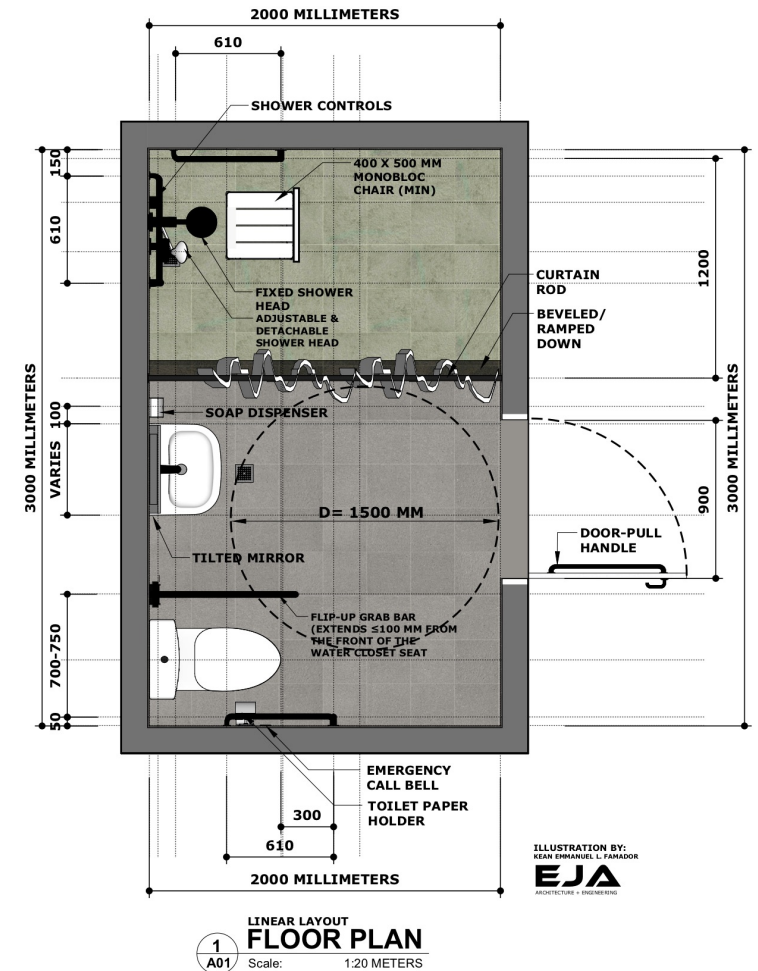 2000 MILLIMETERS
610
SHOWER CONTROLS
150
400 X 500 MM
MONOBLOC
CHAIR (MIN)
610
1200
CURTAIN
ROD
FIXED SHOWER
HEAD
ADJUSTABLE &
DETACHABLE
SHOWER HEAD
BEVELED/
RAMPED
DOWN
3000 MILLIMETERS
100
SOAP DISPENSER
VARIES
3000 MILLIMETERS
900
D= 1500 MM
DOOR-PULL
HANDLE
TILTED MIRROR
FLIP-UP GRAB BAR
(EXTENDS ≤100 MM FROM
THE FRONT OF THE
WATER CLOSET SEAT
700-750
50
EMERGENCY
CALL BELL
TOILET PAPER
HOLDER
300
610
2000 MILLIMETERS
ILLUSTRATION BY:
KEAN EMMANUEL L. FAMADOR
EJA
ARCHITECTURE + ENGINEERING
LINEAR LAYOUT
1
FLOOR PLAN
A01
Scale: 1:20 METERS